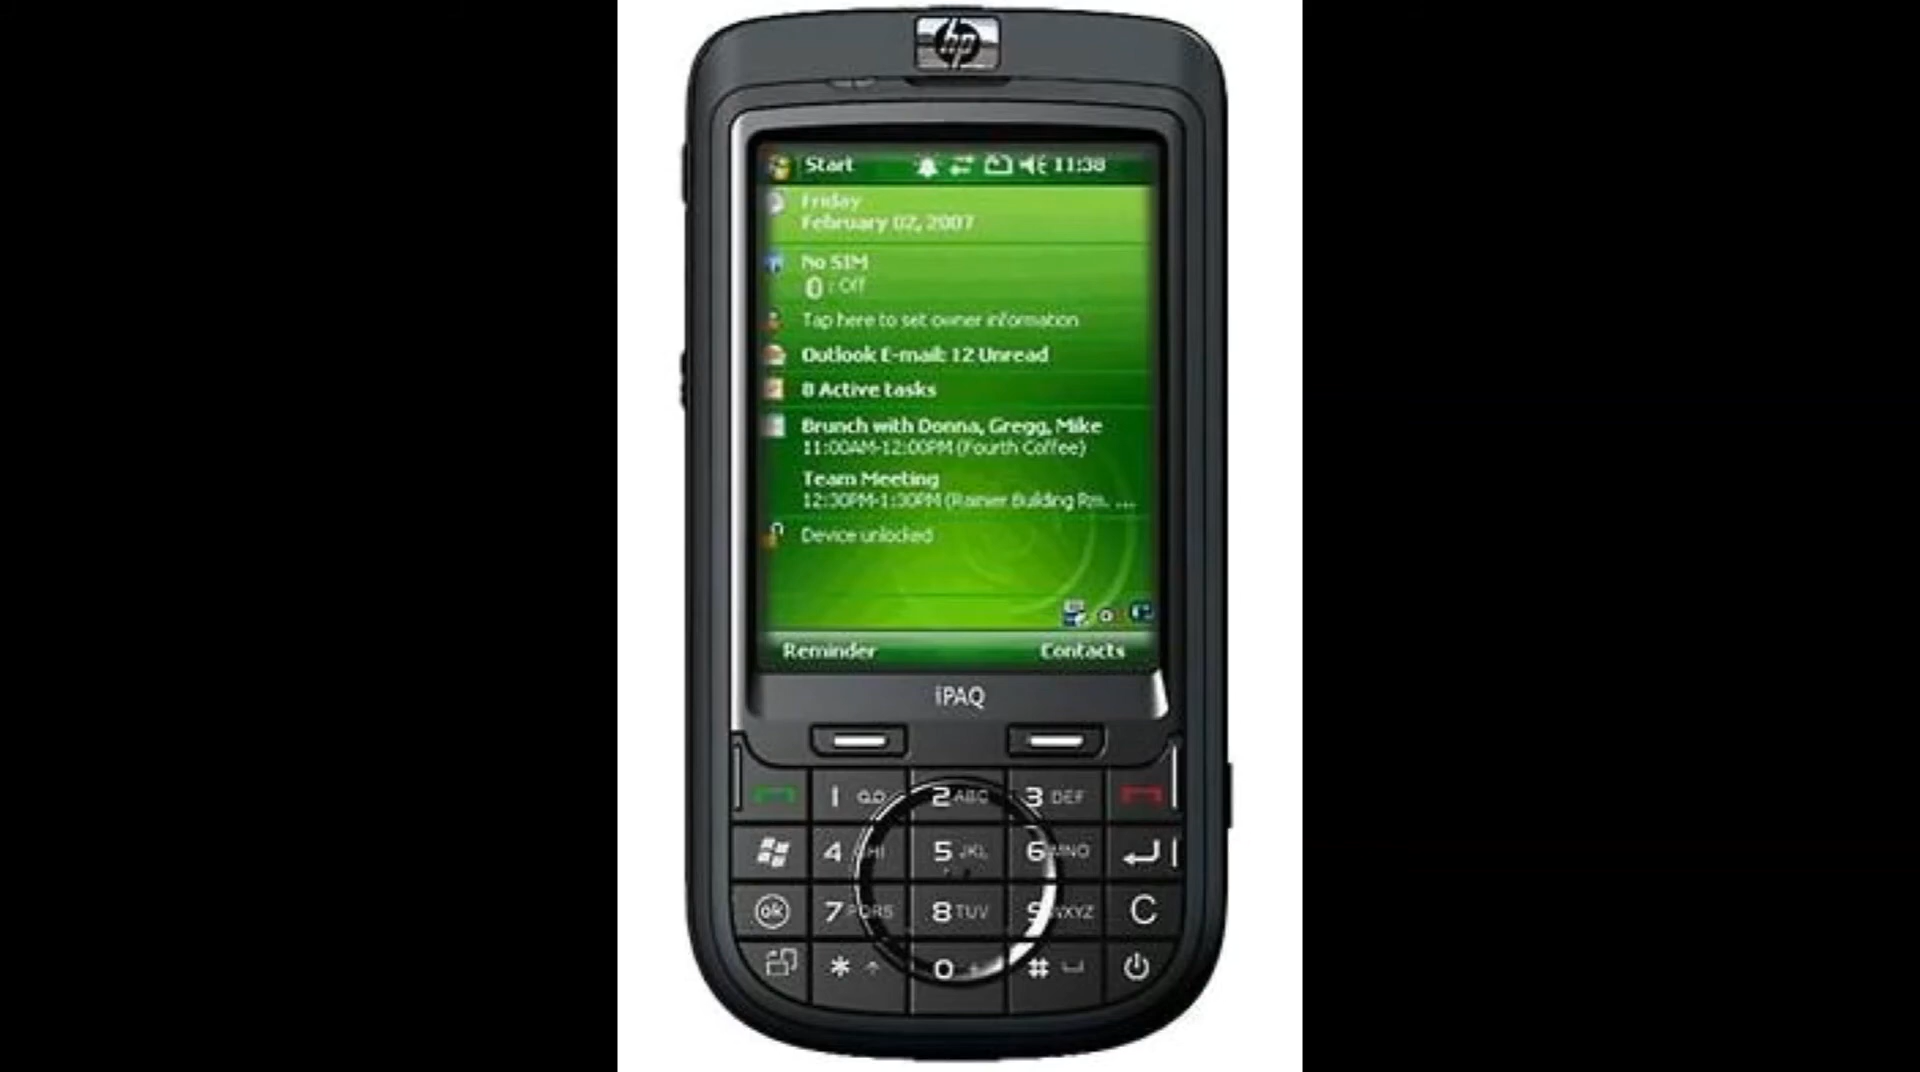 hp
Start 11:38
Friday
February 02, 2007
No SIM
: Off
Tap here to set owner information
Outlook E-mail: 12 Unread
8 Active tasks
Brunch with Donna, Gregg, Mike
11:00AM-12:00PM (Fourth Coffee)
Team Meeting
12:30PM-1:30PM (Rainier Building Rm. ...
Device unlocked
Reminder Contacts
iPAQ
1 2 ABC 3 DEF
4 GHI 5 JKL 6 MNO
ok 7 PQRS 8 TUV 9 WXYZ C
* 0 + #